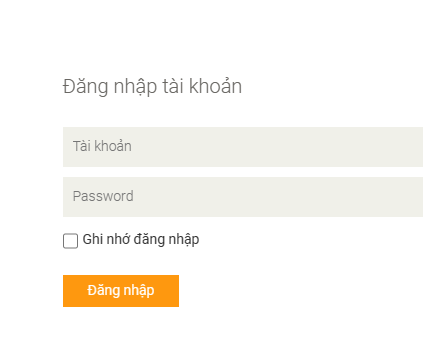 Đăng nhập tài khoản
Tài khoản
Password
Ghi nhớ đăng nhập
Đăng nhập